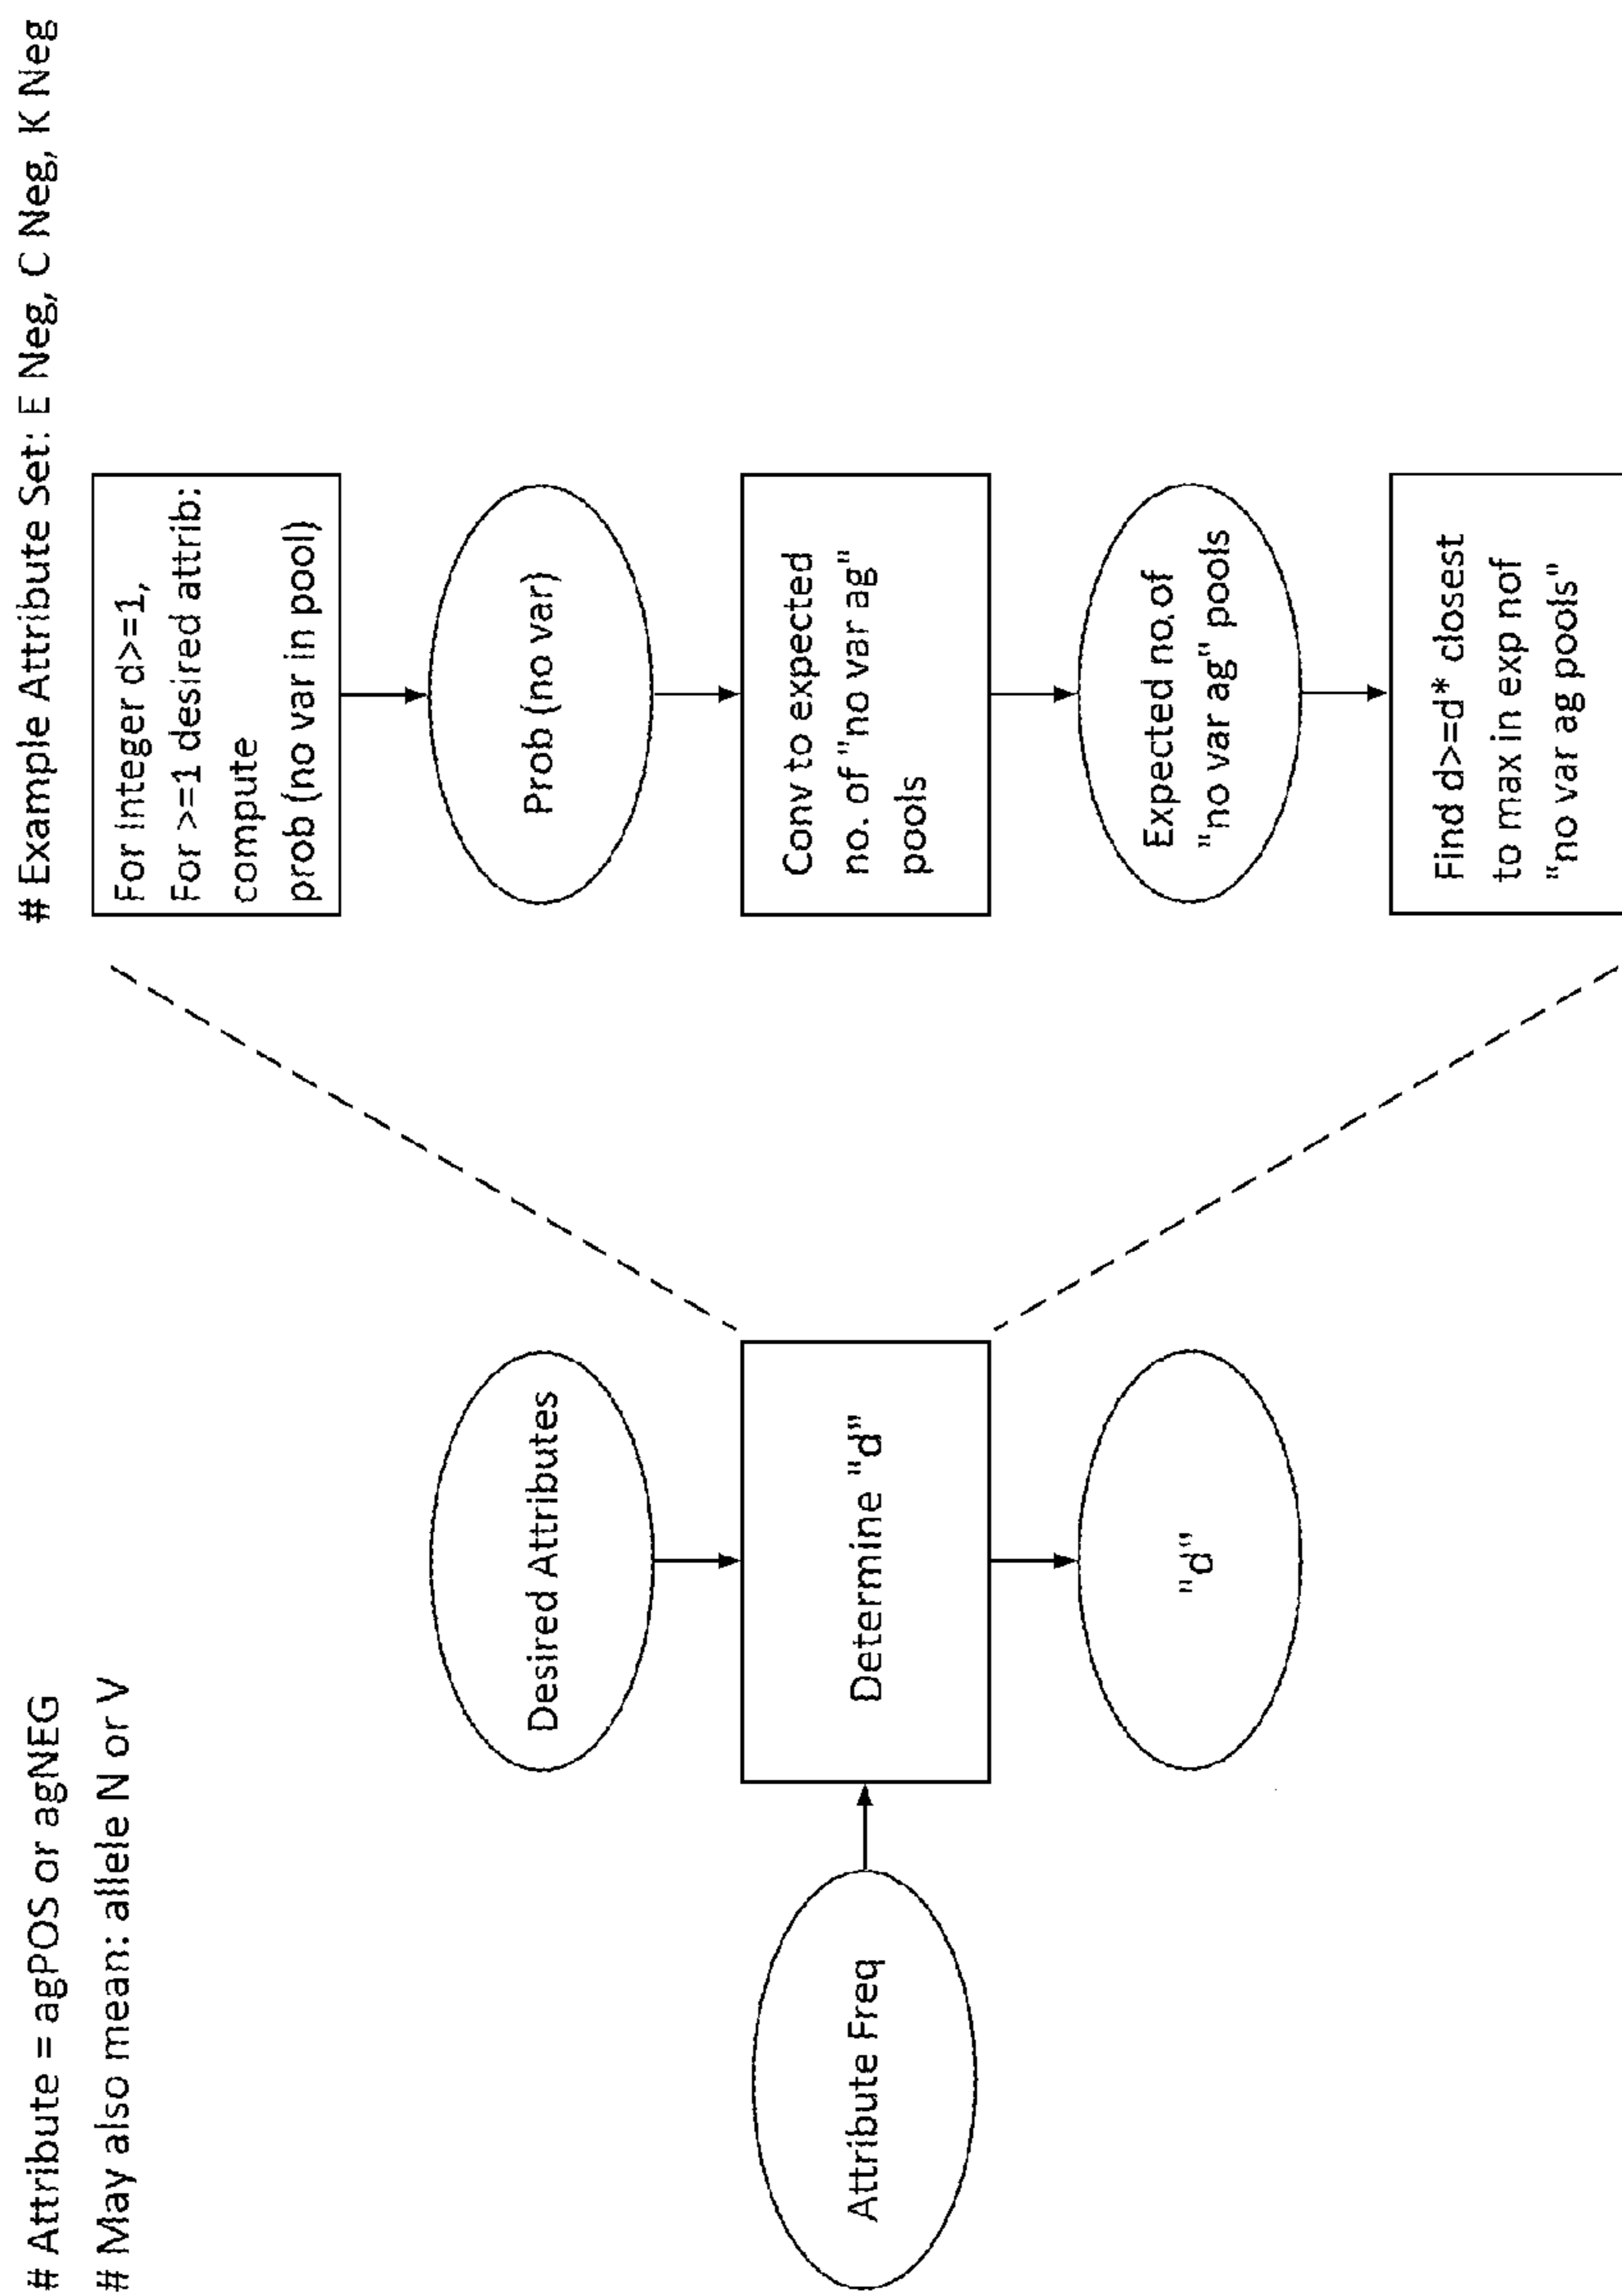 # Attribute = agPOS or agNEG
# May also mean: allele N or V
Desired Attributes
Attribute Freq
Determine "d"
"d"
# Example Attribute Set: E Neg, C Neg, K Neg
For Integer d>=1,
For >=1 desired attrib:
compute
prob (no var in pool)
Prob (no var)
Conv to expected
no. of "no var ag"
pools
Expected no.of
"no var ag" pools
Find d>=d* closest
to max in exp nof
"no var ag pools"